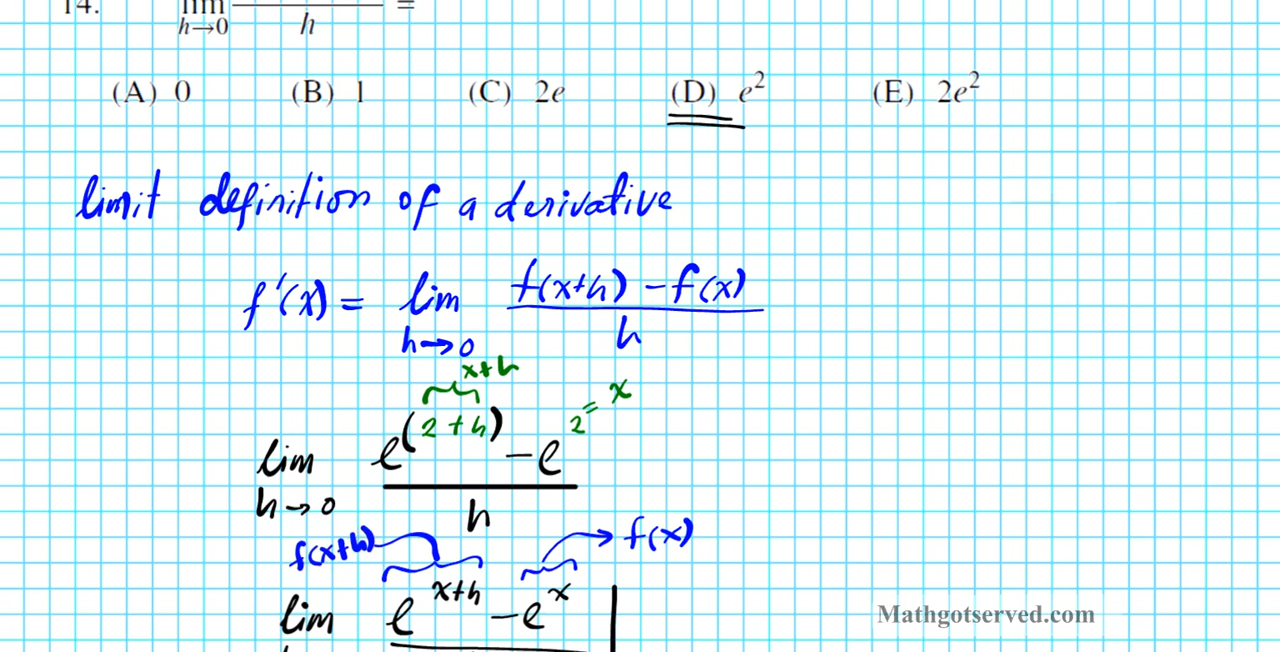 14. lim =
h→0 h
(A) 0 (B) 1 (C) 2e (D) e² (E) 2e²
limit definition of a derivative
f'(x) = lim f(x+h) - f(x)
h→0 h
x+h
lim e^(2+h) - e^2 = x
h→0 h
f(x+h) → f(x)
lim e^x+h - e^x |
Mathgotserved.com